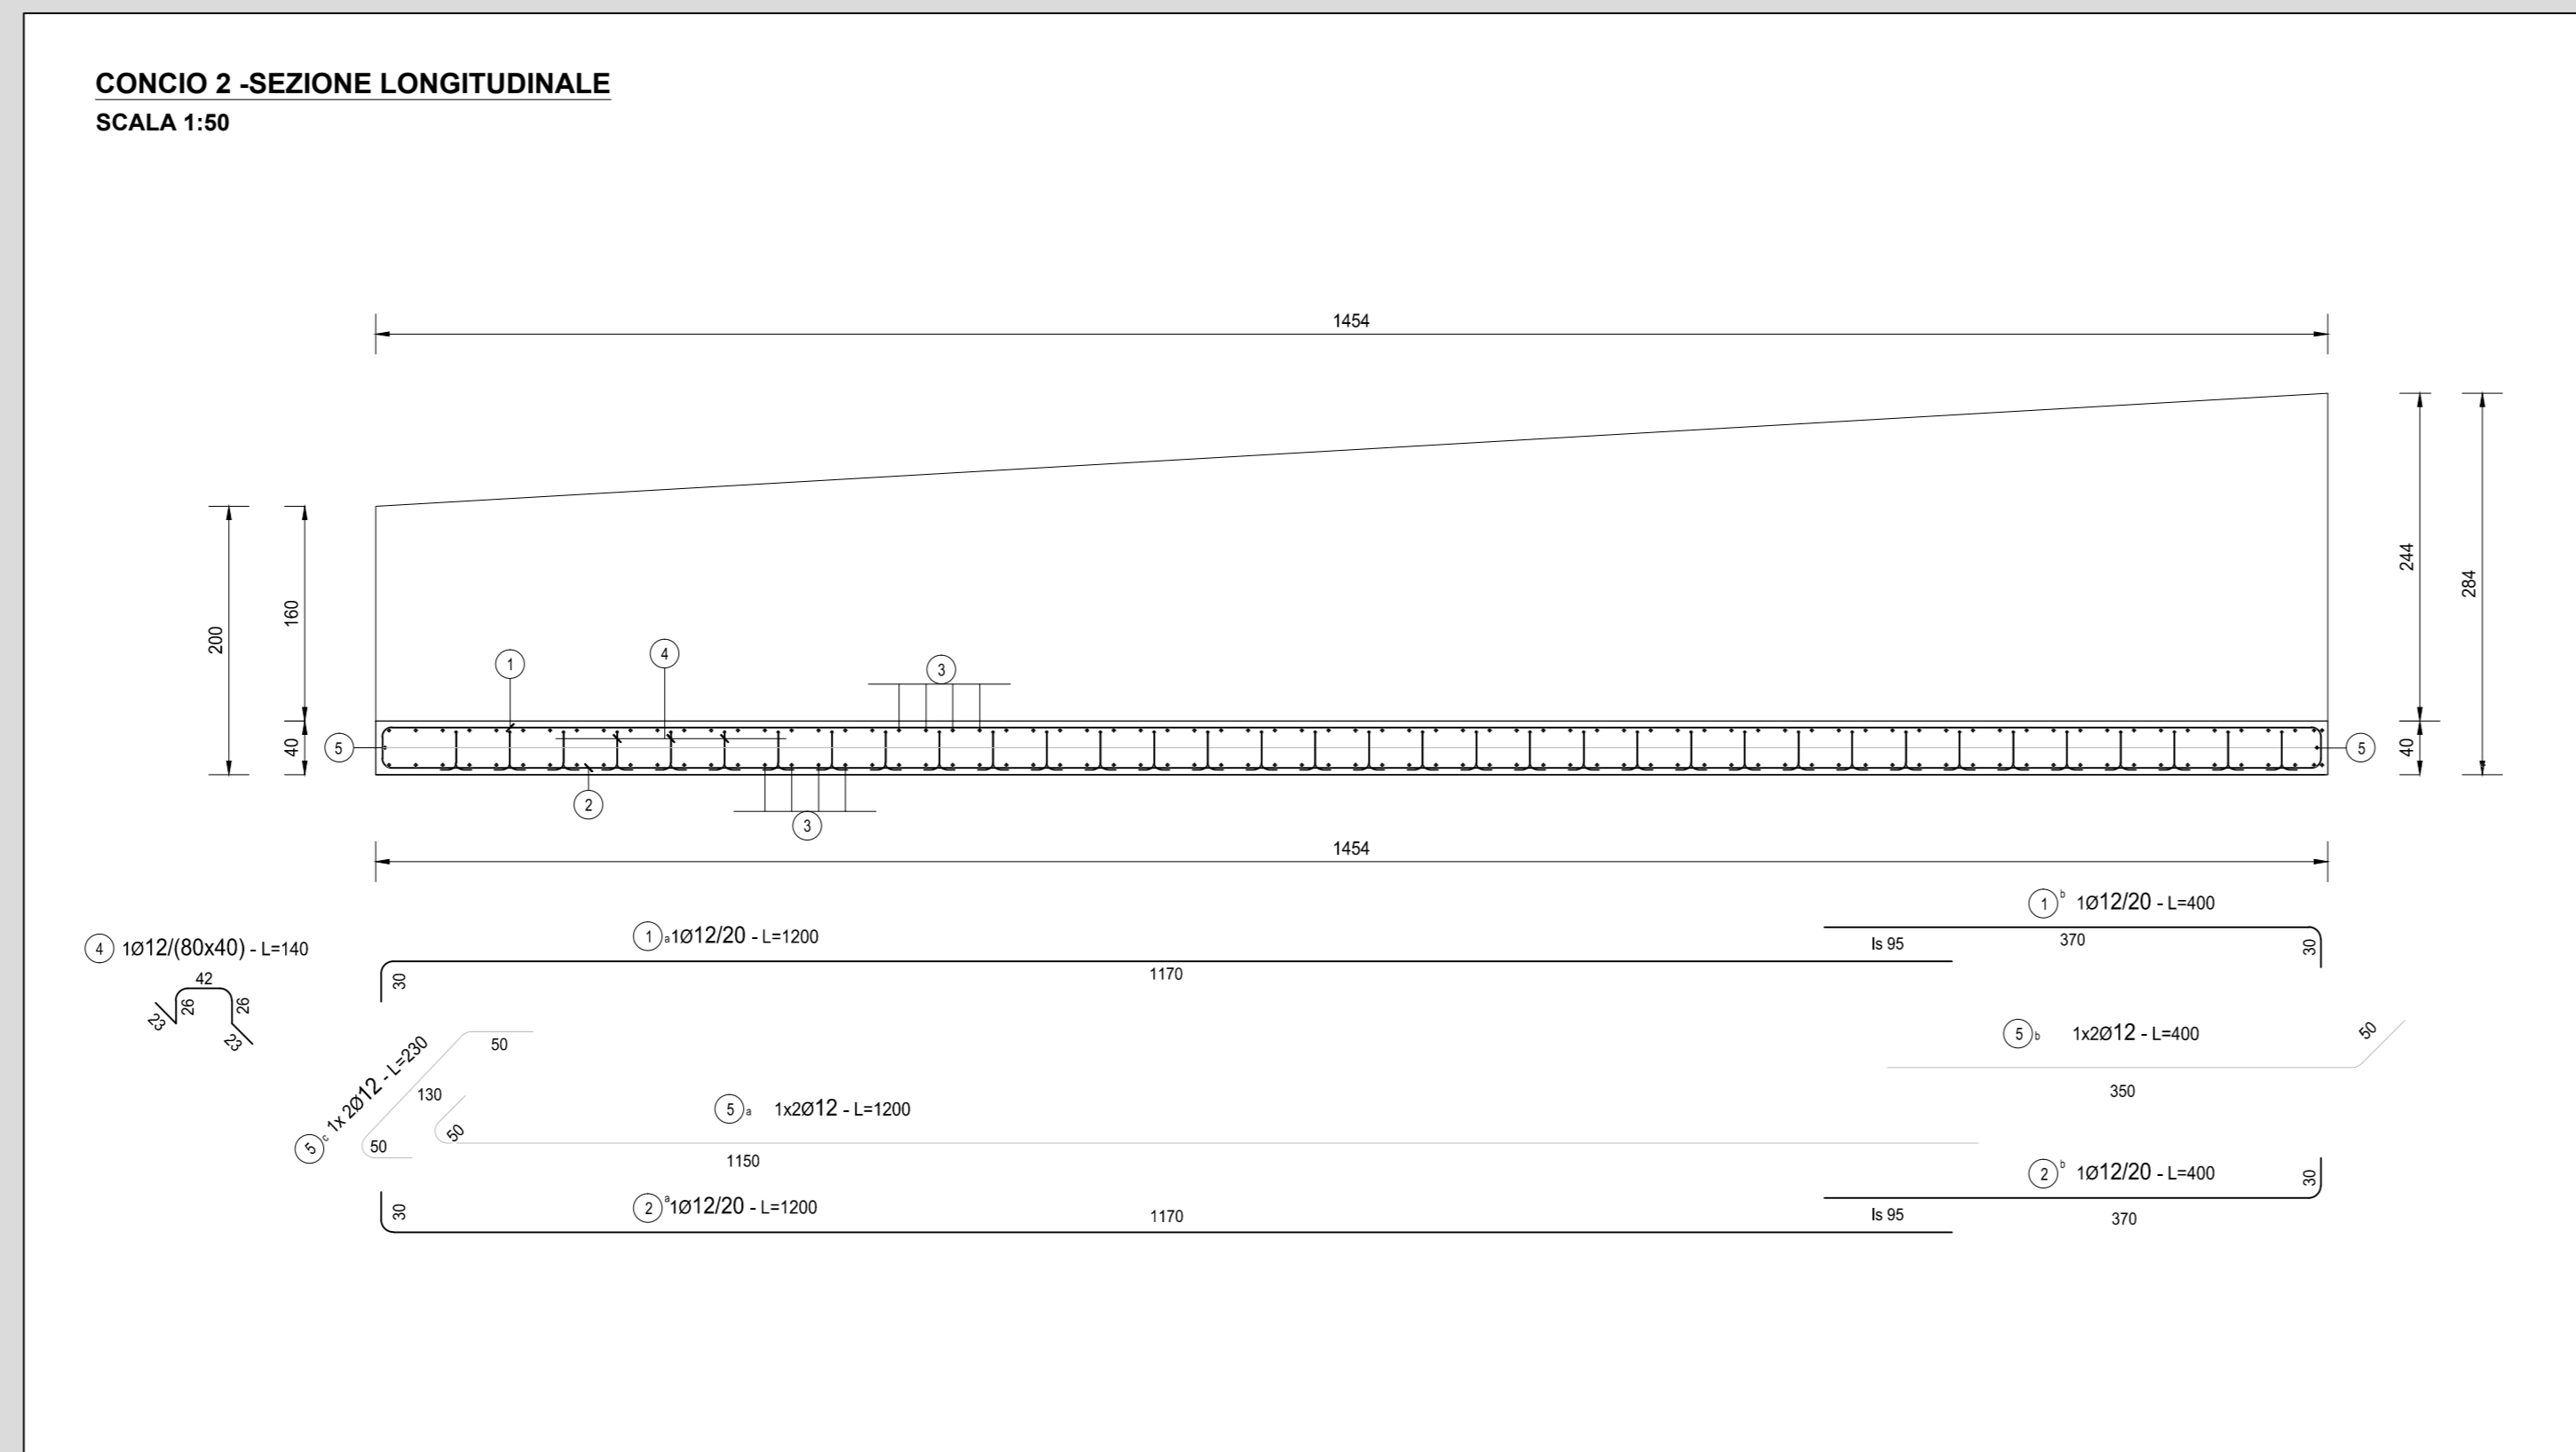 CONCIO 2 -SEZIONE LONGITUDINALE
SCALA 1:50
1454
200
160
40
244
284
40
1
4
3
5
5
2
3
1454
4 1Ø12/(80x40) - L=140
42
26
26
23
23
1 a 1Ø12/20 - L=1200
30
1170
1 b 1Ø12/20 - L=400
ls 95
370
30
5 c 1x 2Ø12 - L=230
50
130
50
5 a 1x2Ø12 - L=1200
50
1150
5 b 1x2Ø12 - L=400
50
350
2 a 1Ø12/20 - L=1200
30
1170
2 b 1Ø12/20 - L=400
ls 95
370
30